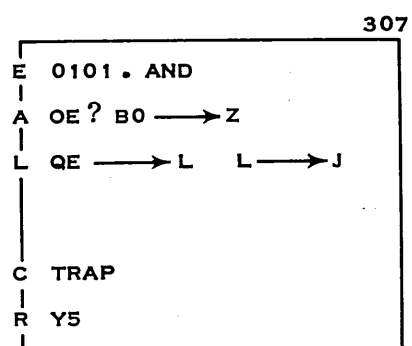 307
E 0101 . AND
A OE? B0 → Z
L QE → L L → J
C TRAP
R Y5